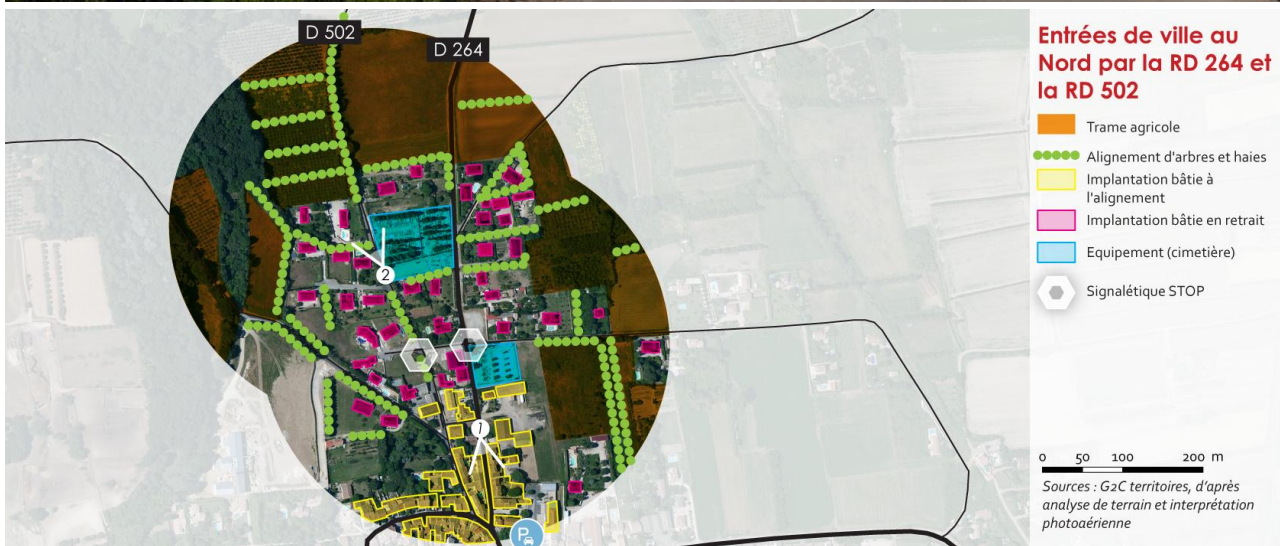 D 502
D 264
2
1
P
Entrées de ville au
Nord par la RD 264 et
la RD 502
Trame agricole
Alignement d'arbres et haies
Implantation bâtie à
l'alignement
Implantation bâtie en retrait
Equipement (cimetière)
Signalétique STOP
0 50 100 200 m
Sources : G2C territoires, d'après
analyse de terrain et interprétation
photoaérienne